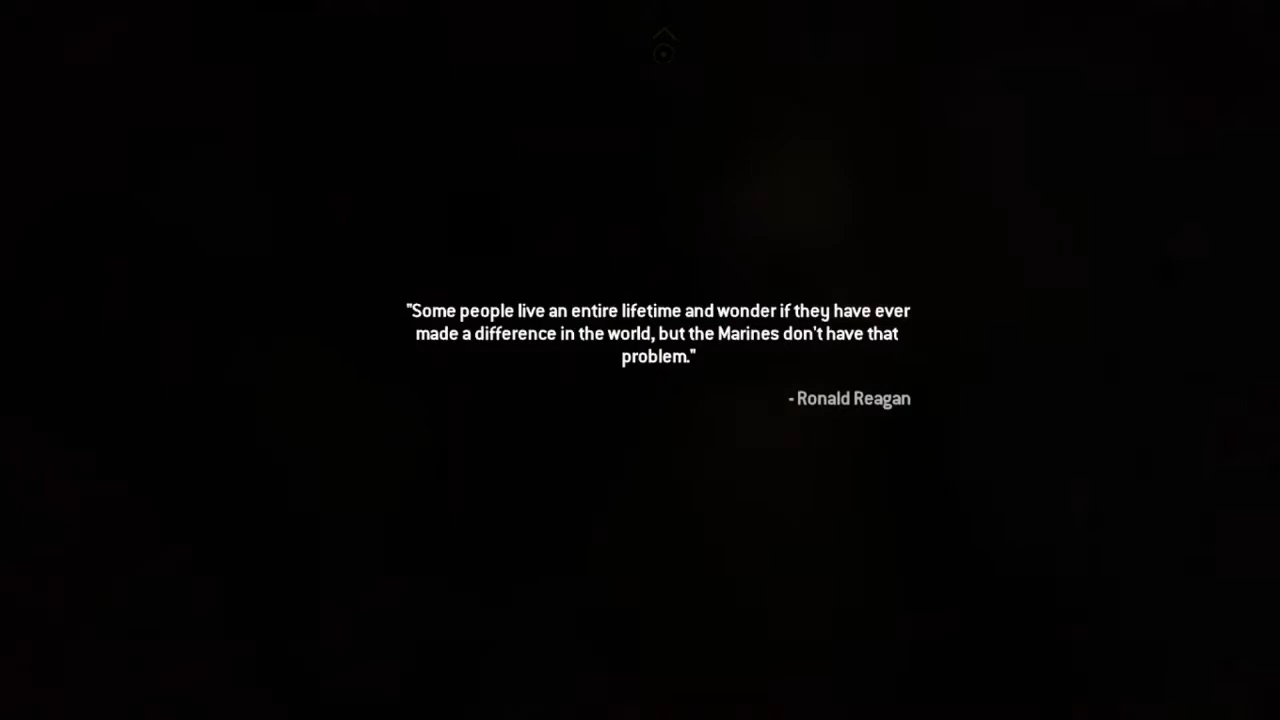 "Some people live an entire lifetime and wonder if they have ever
made a difference in the world, but the Marines don't have that
problem."
- Ronald Reagan